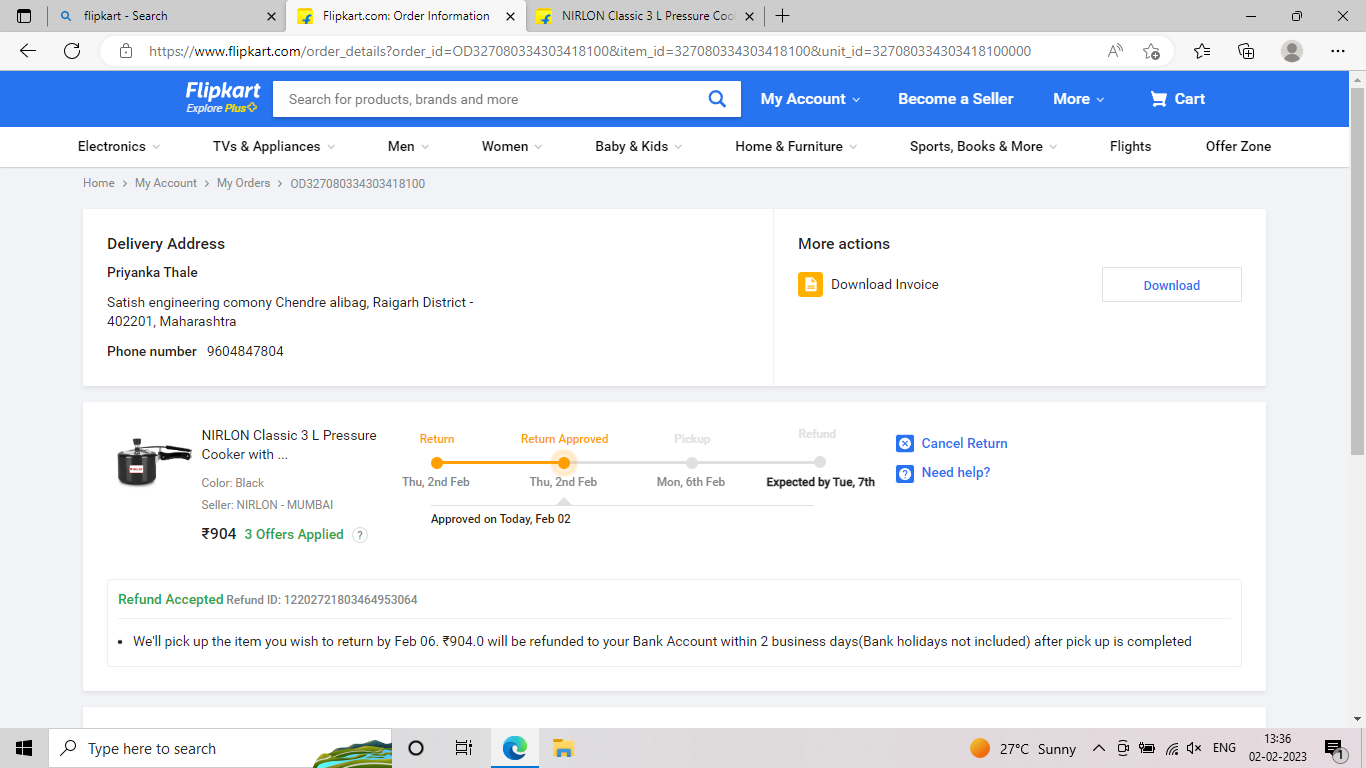 flipkart - Search
Flipkart.com: Order Information
NIRLON Classic 3 L Pressure Coo
https://www.flipkart.com/order_details?order_id=OD327080334303418100&item_id=327080334303418100&unit_id=327080334303418100000
Flipkart
Explore Plus
Search for products, brands and more
My Account
Become a Seller
More
Cart
Electronics
TVs & Appliances
Men
Women
Baby & Kids
Home & Furniture
Sports, Books & More
Flights
Offer Zone
Home > My Account > My Orders > OD327080334303418100
Delivery Address
Priyanka Thale
Satish engineering comony Chendre alibag, Raigarh District -
402201, Maharashtra
Phone number 9604847804
More actions
Download Invoice
Download
NIRLON Classic 3 L Pressure
Cooker with ...
Color: Black
Seller: NIRLON - MUMBAI
₹904 3 Offers Applied ?
Return
Return Approved
Pickup
Refund
Thu, 2nd Feb
Thu, 2nd Feb
Mon, 6th Feb
Expected by Tue, 7th
Approved on Today, Feb 02
Cancel Return
Need help?
Refund Accepted Refund ID: 12202721803464953064
• We'll pick up the item you wish to return by Feb 06. ₹904.0 will be refunded to your Bank Account within 2 business days(Bank holidays not included) after pick up is completed
Type here to search
27°C Sunny
ENG
13:36
02-02-2023
1